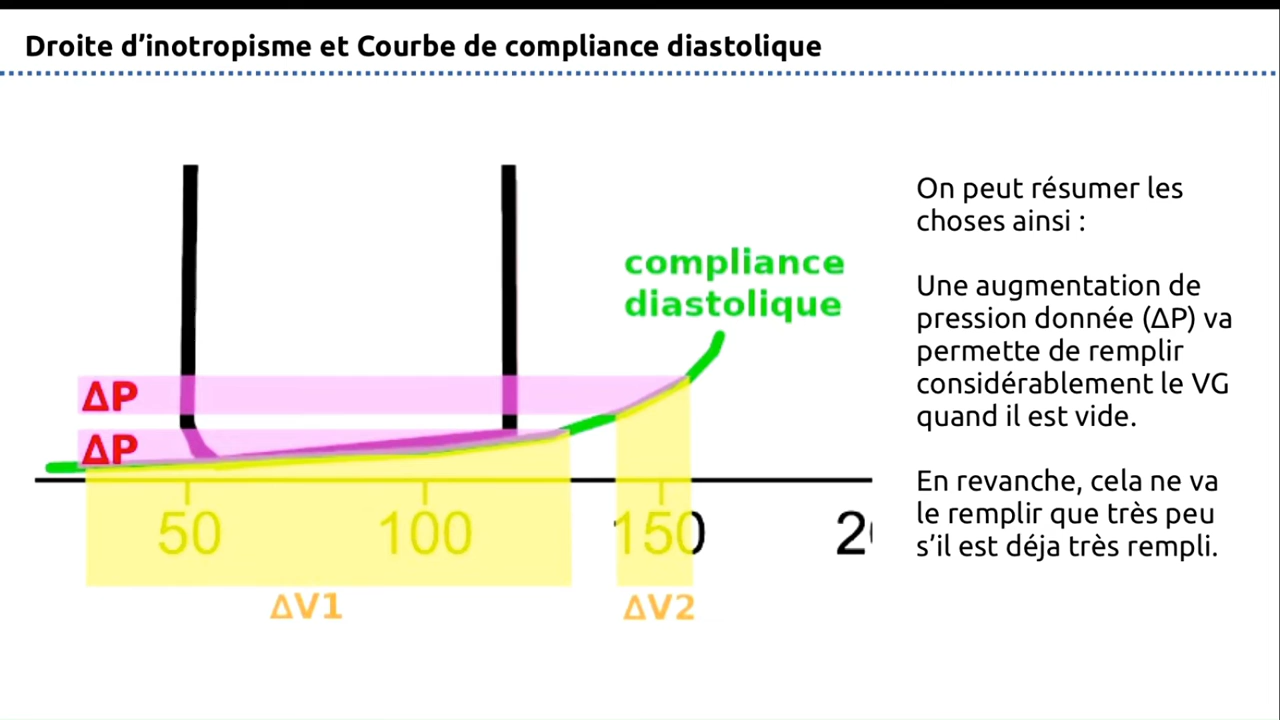 Droite d’inotropisme et Courbe de compliance diastolique
On peut résumer les
choses ainsi :
Une augmentation de
pression donnée (ΔP) va
permette de remplir
considérablement le VG
quand il est vide.
En revanche, cela ne va
le remplir que très peu
s’il est déja très rempli.
compliance
diastolique
ΔP
ΔP
50
100
150
ΔV1
ΔV2